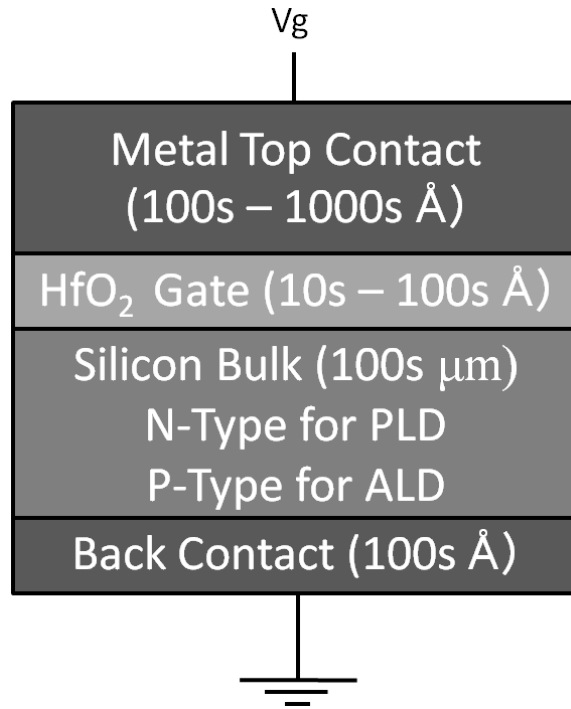 Vg
Metal Top Contact
(100s – 1000s Å)
HfO₂ Gate (10s – 100s Å)
Silicon Bulk (100s μm)
N-Type for PLD
P-Type for ALD
Back Contact (100s Å)